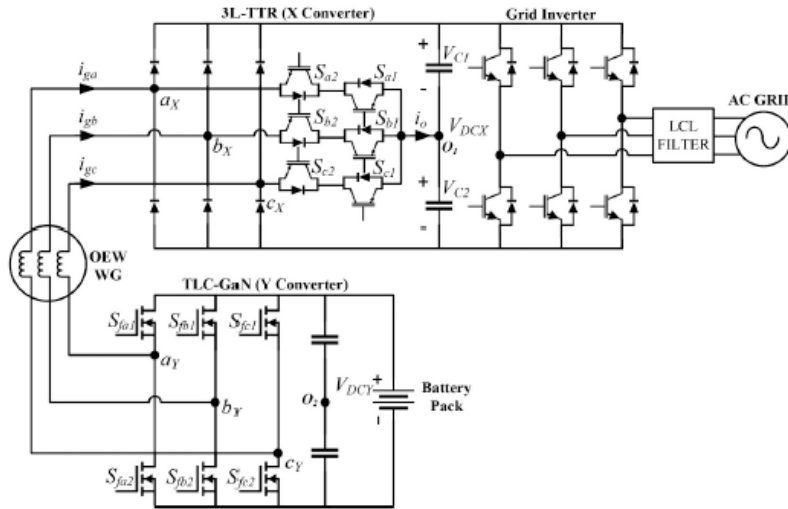 3L-TTR (X Converter)
Grid Inverter
i_ga
S_a2
S_a1
V_C1
+
-
a_X
AC GRID
i_gb
S_b2
S_b1
i_o
V_DCX
LCL
FILTER
b_X
O_1
i_gc
S_c2
S_c1
V_C2
+
-
c_X
OEW
WG
TLC-GaN (Y Converter)
S_fa1
S_fb1
S_fc1
a_Y
V_DCY
+
-
Battery
Pack
b_Y
O_2
c_Y
S_fa2
S_fb2
S_fc2